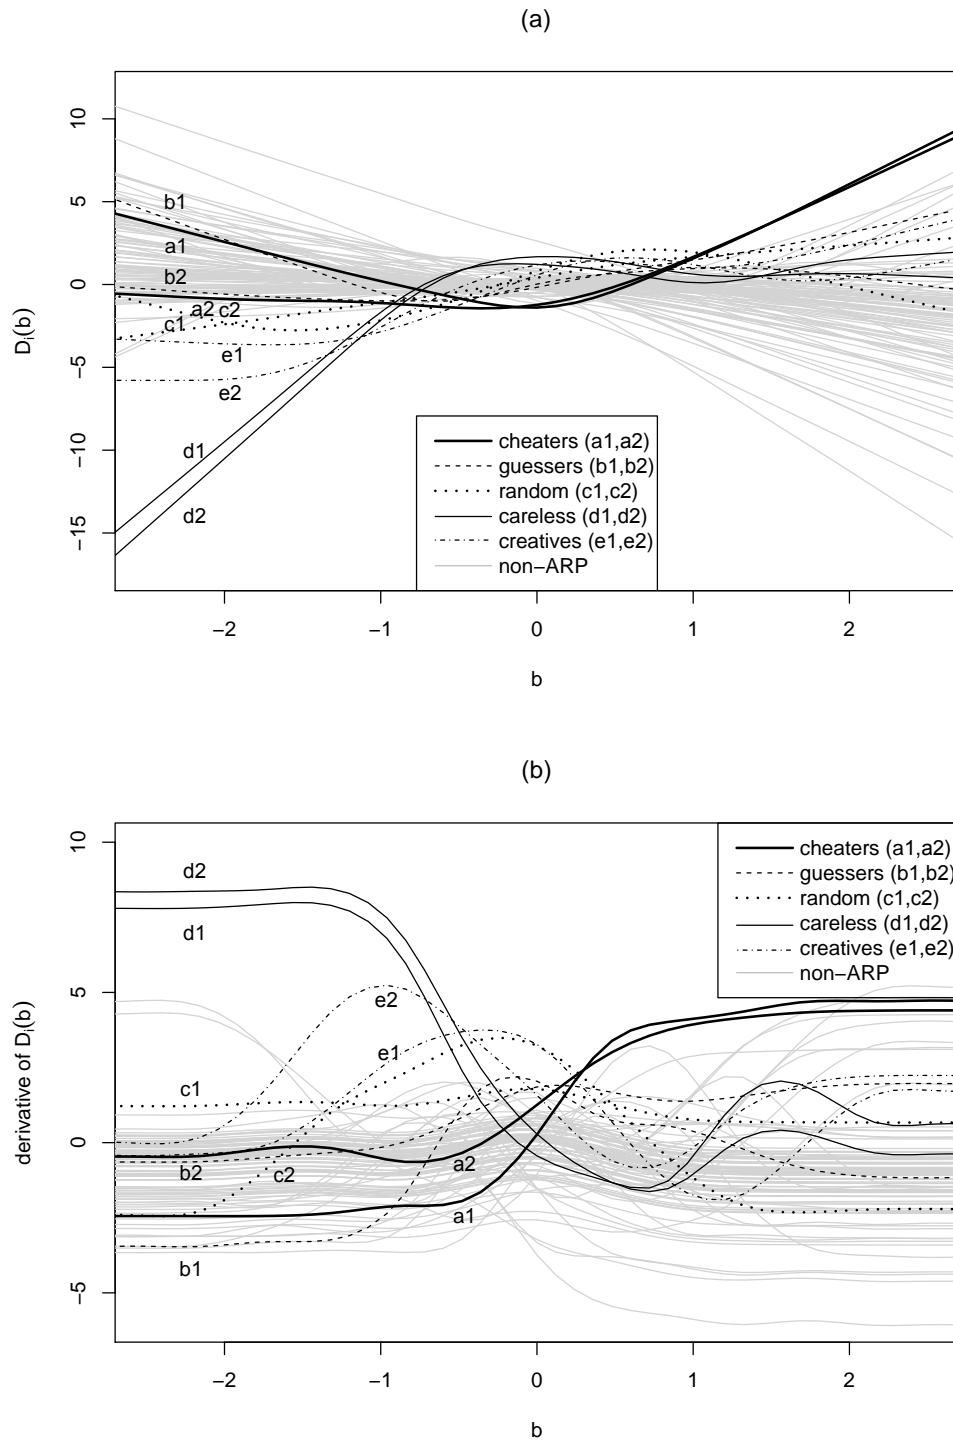 (a)
10
5
0
−5
−10
−15
Di(b)
b1
a1
b2
a2 c2
c1
e1
e2
d1
d2
cheaters (a1,a2)
guessers (b1,b2)
random (c1,c2)
careless (d1,d2)
creatives (e1,e2)
non−ARP
−2 −1 0 1 2
b
(b)
10
5
0
−5
derivative of Di(b)
d2
d1
e2
e1
c1
b2
c2
a2
a1
b1
cheaters (a1,a2)
guessers (b1,b2)
random (c1,c2)
careless (d1,d2)
creatives (e1,e2)
non−ARP
−2 −1 0 1 2
b